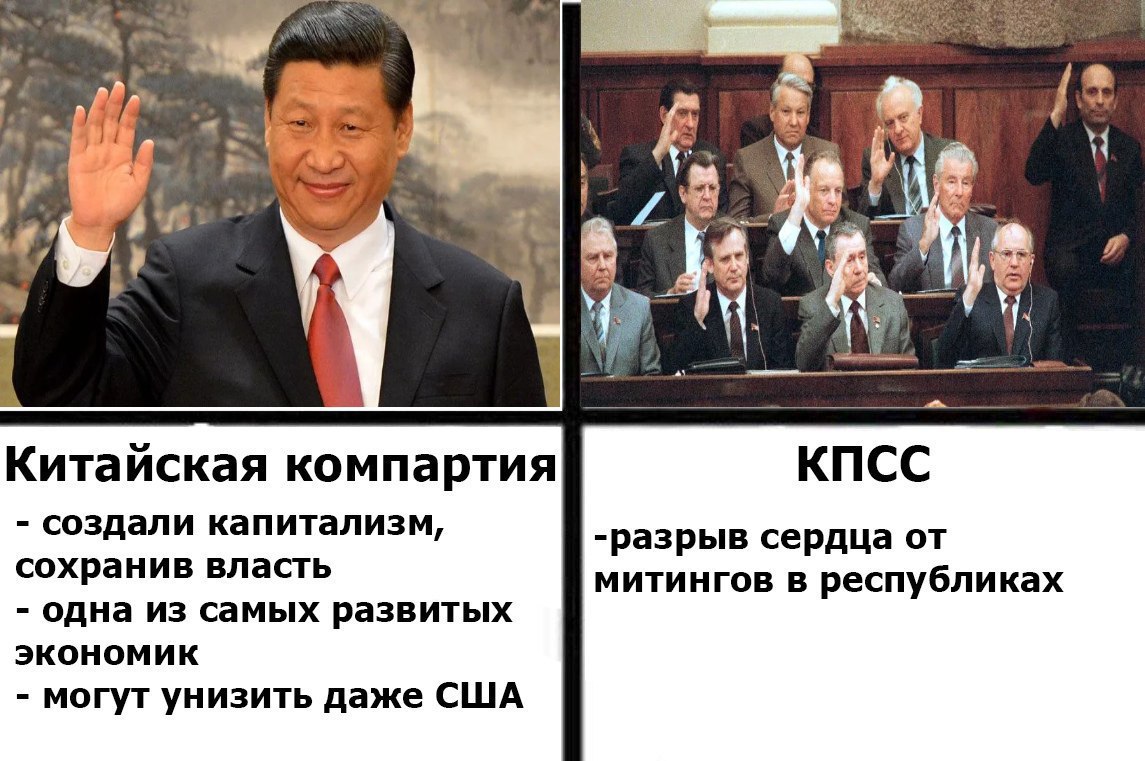 Китайская компартия
- создали капитализм,
сохранив власть
- одна из самых развитых
экономик
- могут унизить даже США
КПСС
-разрыв сердца от
митингов в республиках